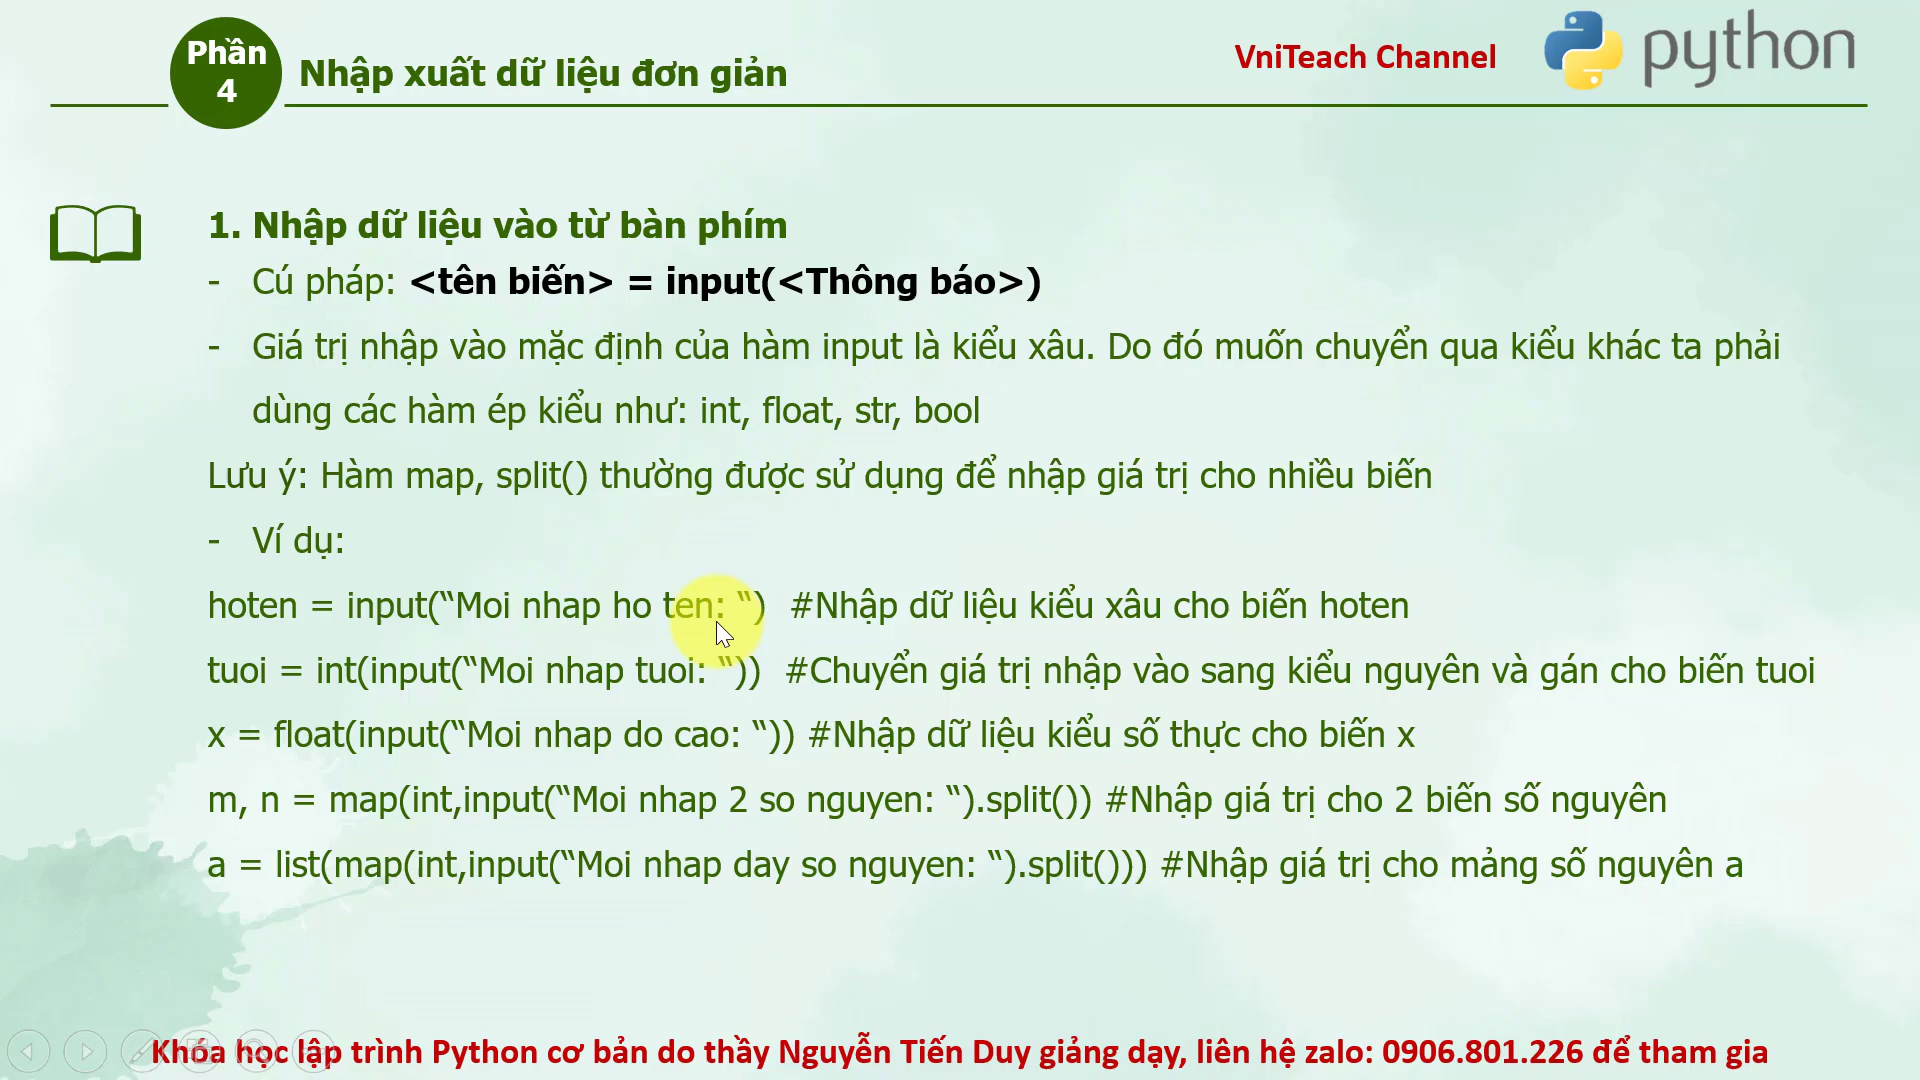 Phần
4
Nhập xuất dữ liệu đơn giản
VniTeach Channel
python
1. Nhập dữ liệu vào từ bàn phím
- Cú pháp: <tên biến> = input(<Thông báo>)
- Giá trị nhập vào mặc định của hàm input là kiểu xâu. Do đó muốn chuyển qua kiểu khác ta phải
dùng các hàm ép kiểu như: int, float, str, bool
Lưu ý: Hàm map, split() thường được sử dụng để nhập giá trị cho nhiều biến
- Ví dụ:
hoten = input(“Moi nhap ho ten: “) #Nhập dữ liệu kiểu xâu cho biến hoten
tuoi = int(input(“Moi nhap tuoi: “)) #Chuyển giá trị nhập vào sang kiểu nguyên và gán cho biến tuoi
x = float(input(“Moi nhap do cao: “)) #Nhập dữ liệu kiểu số thực cho biến x
m, n = map(int,input(“Moi nhap 2 so nguyen: “).split()) #Nhập giá trị cho 2 biến số nguyên
a = list(map(int,input(“Moi nhap day so nguyen: “).split())) #Nhập giá trị cho mảng số nguyên a
Khóa học lập trình Python cơ bản do thầy Nguyễn Tiến Duy giảng dạy, liên hệ zalo: 0906.801.226 để tham gia